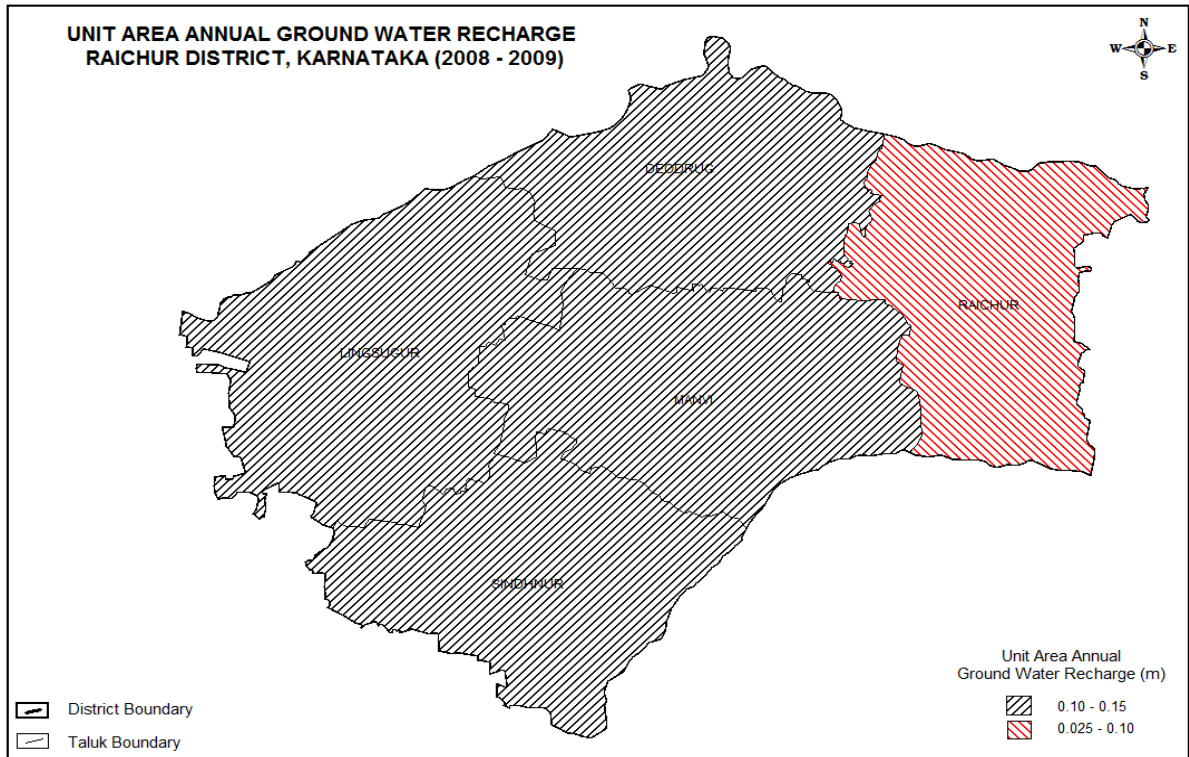 UNIT AREA ANNUAL GROUND WATER RECHARGE
RAICHUR DISTRICT, KARNATAKA (2008 - 2009)
N
W E
S
DEODRUG
RAICHUR
LINGSUGUR
MANVI
SINDHNUR
Unit Area Annual
Ground Water Recharge (m)
0.10 - 0.15
0.025 - 0.10
District Boundary
Taluk Boundary